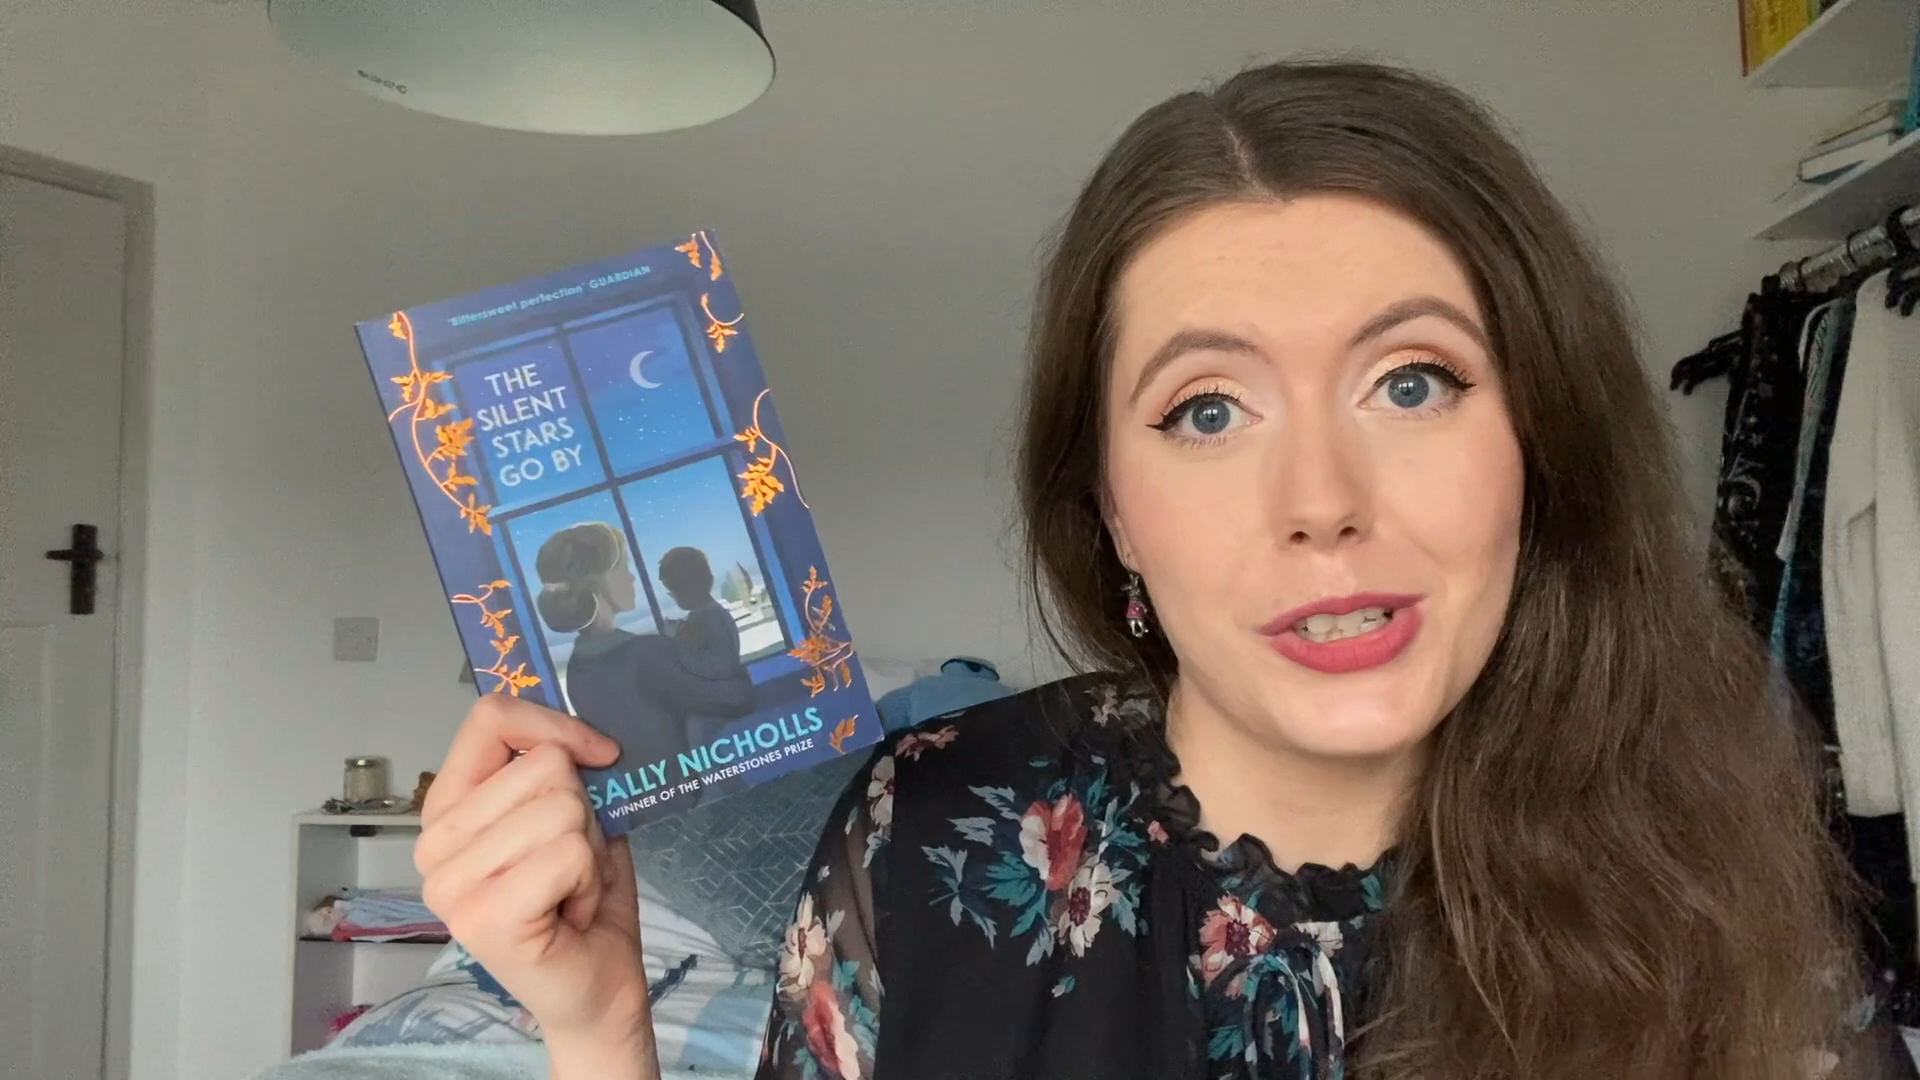 'Bittersweet perfection' GUARDIAN
THE
SILENT
STARS
GO BY
SALLY NICHOLLS
WINNER OF THE WATERSTONES PRIZE